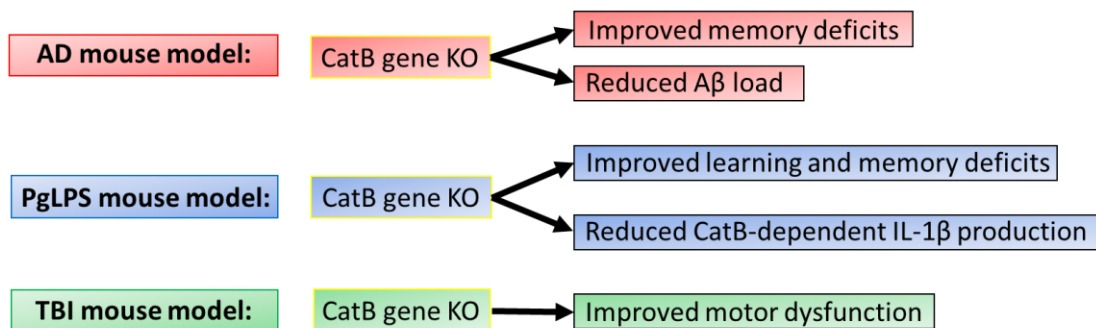 Improved memory deficits
AD mouse model: CatB gene KO
Reduced Aβ load
Improved learning and memory deficits
PgLPS mouse model: CatB gene KO
Reduced CatB-dependent IL-1β production
TBI mouse model: CatB gene KO Improved motor dysfunction